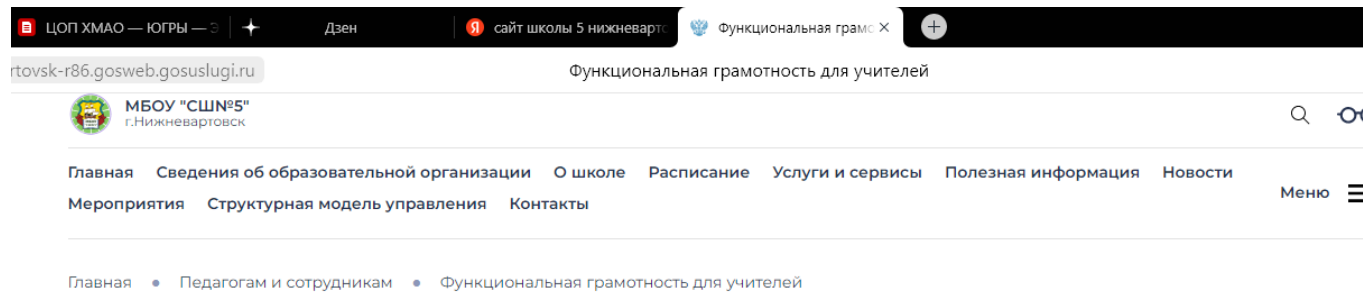 ЦОП ХМАО — ЮГРЫ — Э
Дзен
сайт школы 5 нижневарто
Функциональная грамо
rtovsk-r86.gosweb.gosuslugi.ru
Функциональная грамотность для учителей
МБОУ "СШ№5"
г.Нижневартовск
Главная Сведения об образовательной организации О школе Расписание Услуги и сервисы Полезная информация Новости
Мероприятия Структурная модель управления Контакты
Меню
Главная • Педагогам и сотрудникам • Функциональная грамотность для учителей